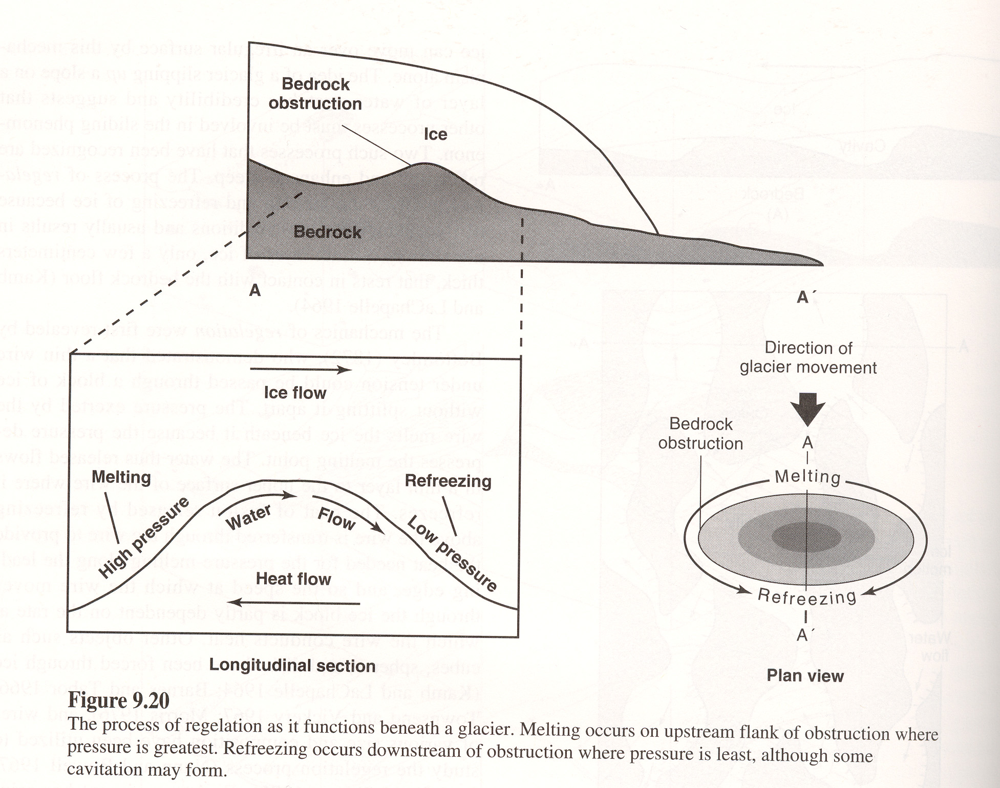 Bedrock
obstruction
Ice
Bedrock
A
A´
Ice flow
Melting
Refreezing
High pressure
Water
Flow
Low pressure
Heat flow
Longitudinal section
Direction of
glacier movement
Bedrock
obstruction
A
Melting
Refreezing
A´
Plan view
Figure 9.20
The process of regelation as it functions beneath a glacier. Melting occurs on upstream flank of obstruction where
pressure is greatest. Refreezing occurs downstream of obstruction where pressure is least, although some
cavitation may form.